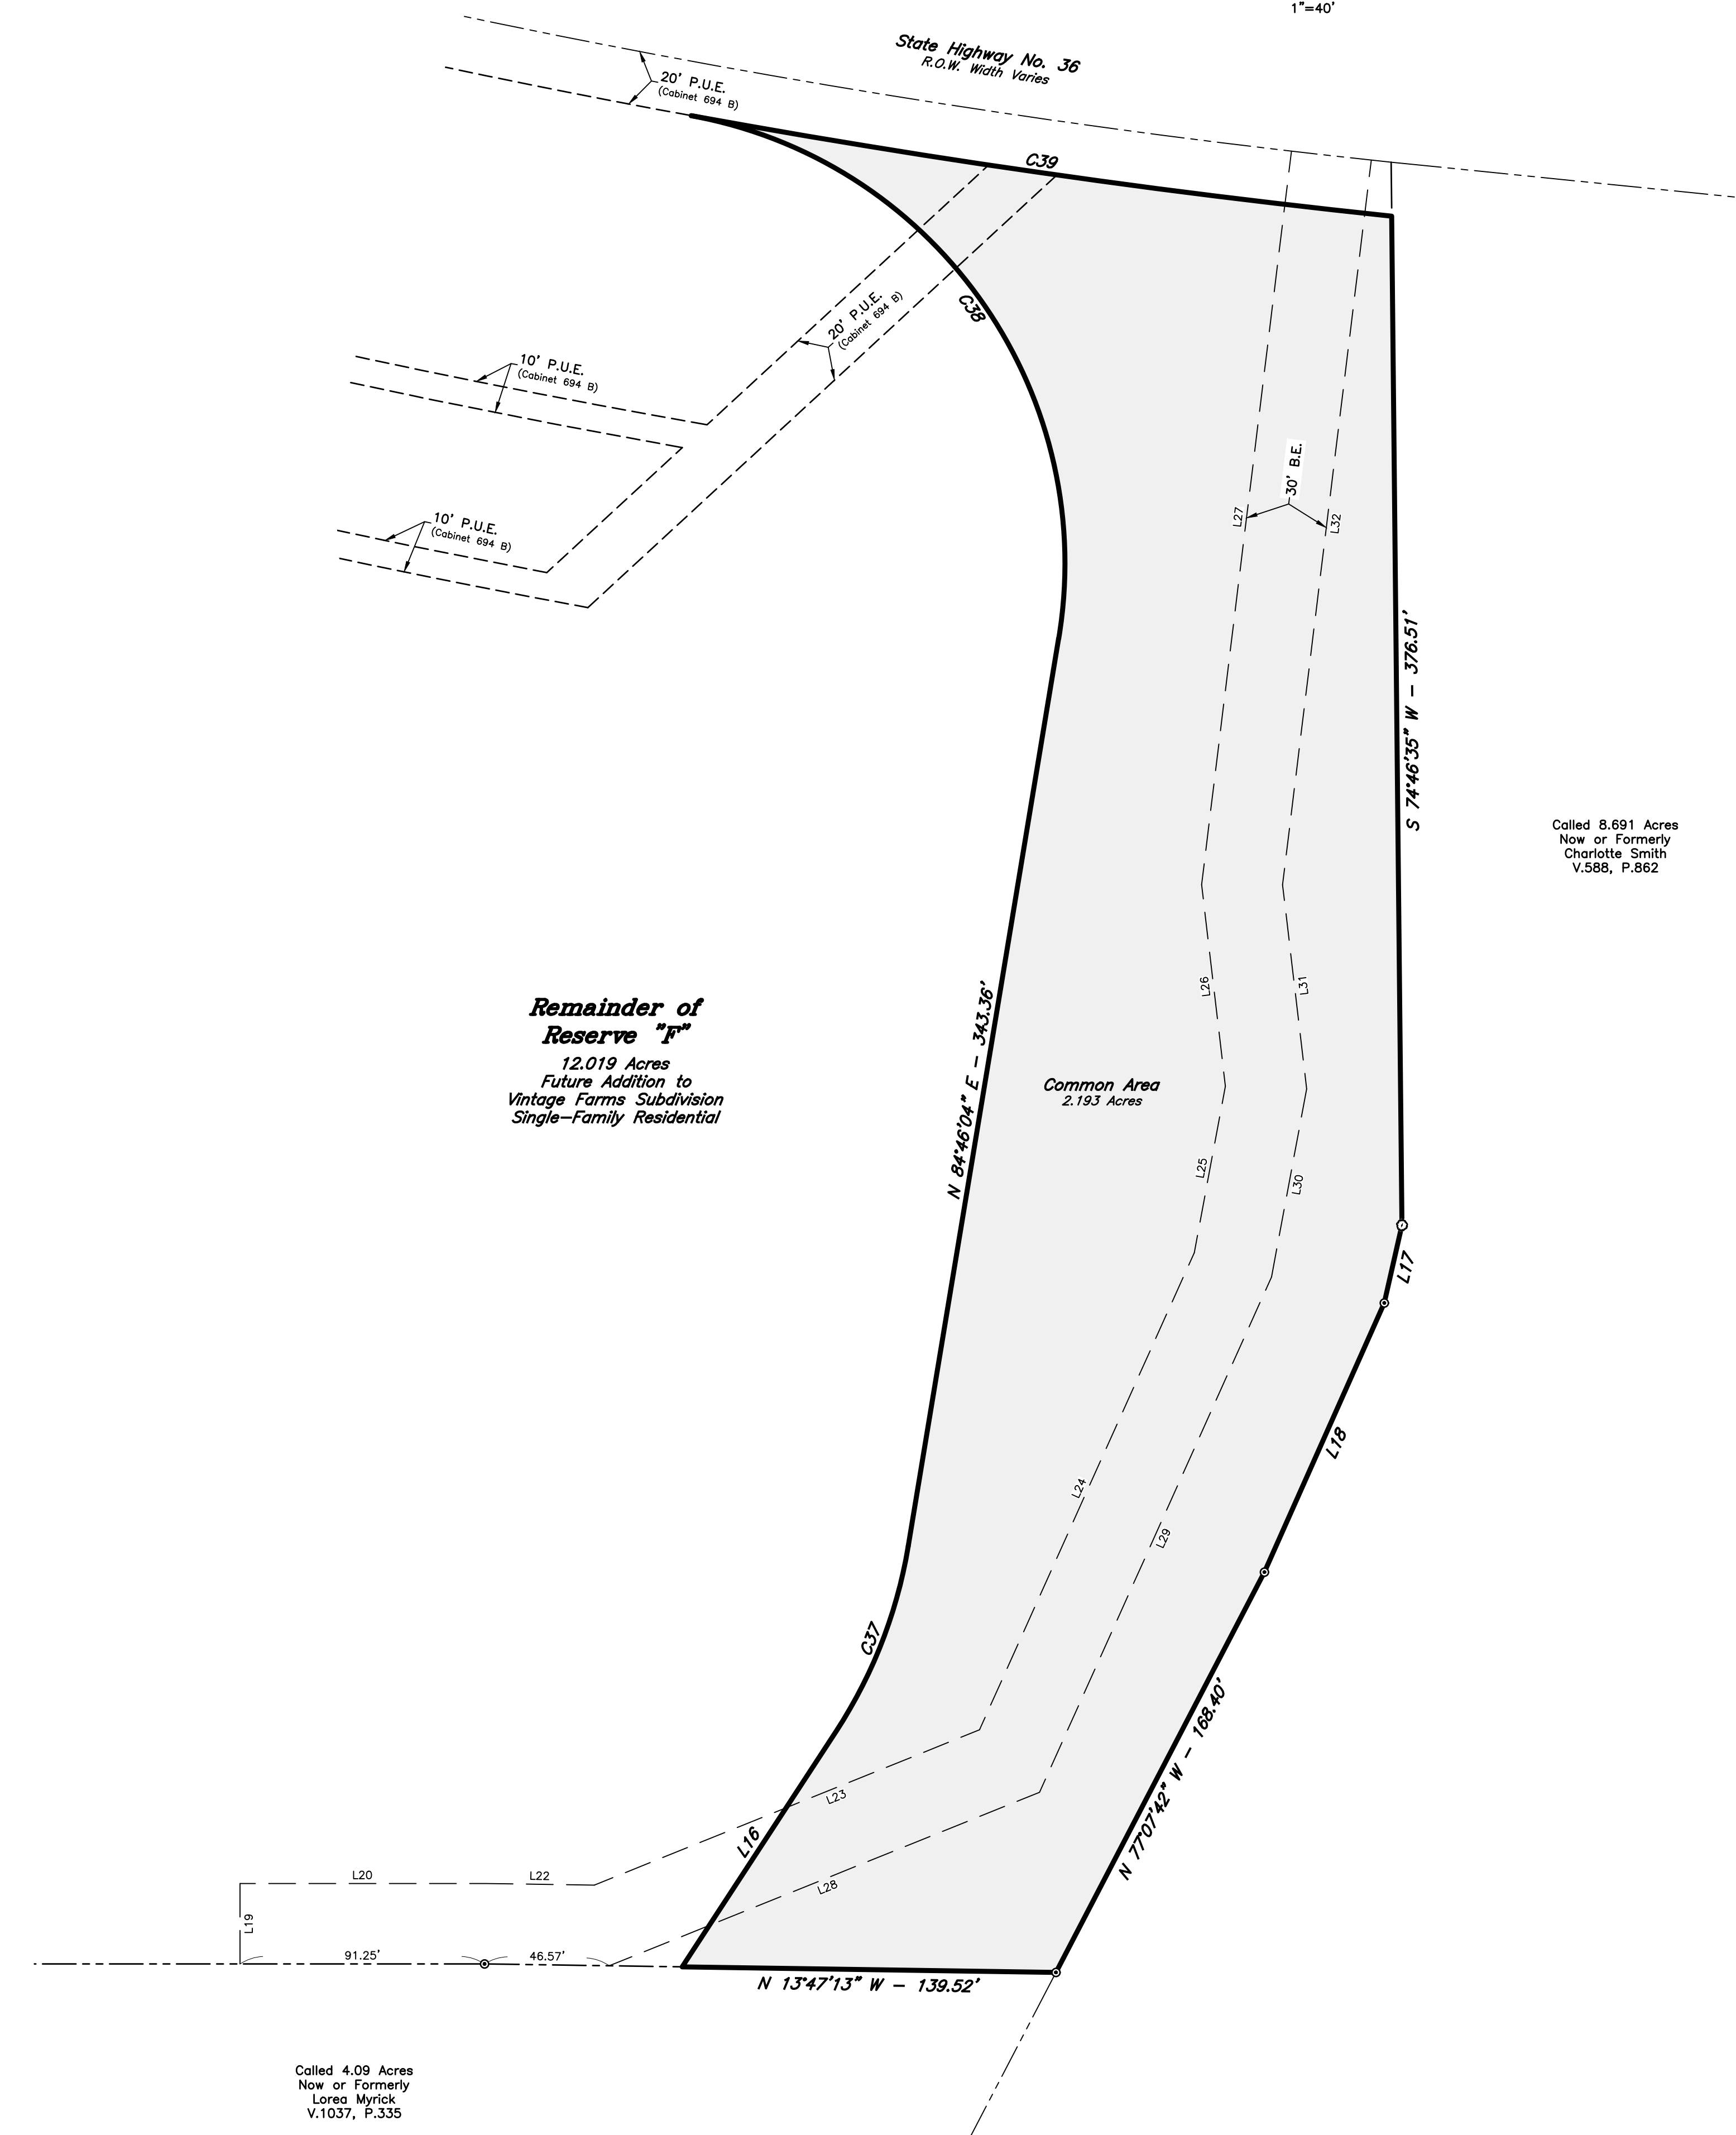 1"=40'
State Highway No. 36
R.O.W. Width Varies
20' P.U.E.
(Cabinet 694 B)
C39
C38
20' P.U.E.
(Cabinet 694 B)
10' P.U.E.
(Cabinet 694 B)
10' P.U.E.
(Cabinet 694 B)
30' B.E.
L27
L32
S 74°46'35" W - 376.51'
Called 8.691 Acres
Now or Formerly
Charlotte Smith
V.588, P.862
L26
L31
Remainder of
Reserve "F"
12.019 Acres
Future Addition to
Vintage Farms Subdivision
Single-Family Residential
N 84°46'04" E - 343.36'
Common Area
2.193 Acres
L25
L30
L17
L18
L24
L29
C37
N 77°07'42" W - 168.40'
L23
L16
L20
L22
L28
L19
91.25'
46.57'
N 13°47'13" W - 139.52'
Called 4.09 Acres
Now or Formerly
Lorea Myrick
V.1037, P.335